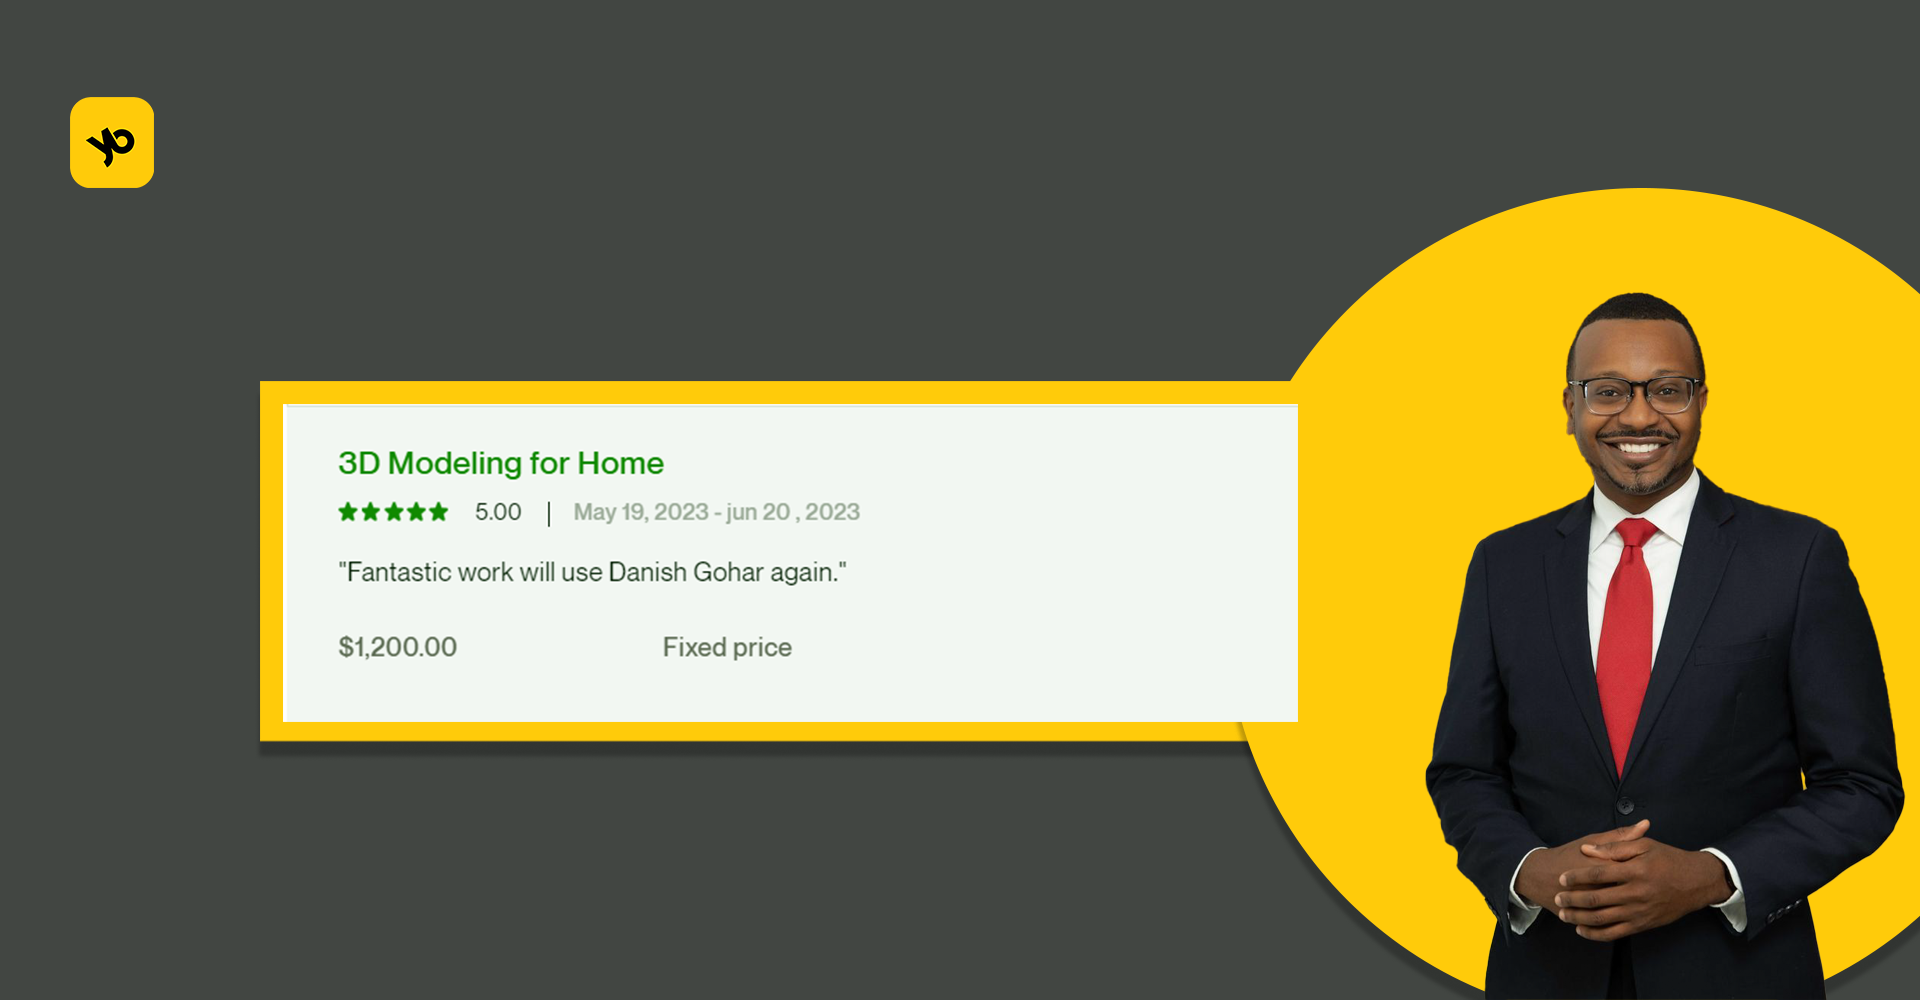 yo
3D Modeling for Home
5.00 | May 19, 2023 - jun 20 , 2023
"Fantastic work will use Danish Gohar again."
$1,200.00 Fixed price